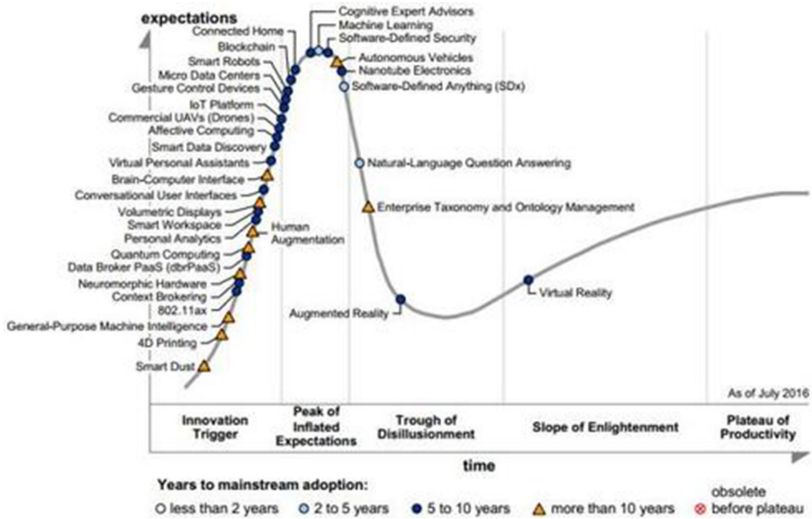 expectations
Cognitive Expert Advisors
Machine Learning
Software-Defined Security
Connected Home
Blockchain
Smart Robots
Micro Data Centers
Gesture Control Devices
IoT Platform
Commercial UAVs (Drones)
Affective Computing
Smart Data Discovery
Virtual Personal Assistants
Brain-Computer Interface
Conversational User Interfaces
Volumetric Displays
Smart Workspace
Personal Analytics
Quantum Computing
Data Broker PaaS (dbrPaaS)
Neuromorphic Hardware
Context Brokering
802.11ax
General-Purpose Machine Intelligence
4D Printing
Smart Dust
Human
Augmentation
Autonomous Vehicles
Nanotube Electronics
Software-Defined Anything (SDx)
Natural-Language Question Answering
Enterprise Taxonomy and Ontology Management
Augmented Reality
Virtual Reality
As of July 2016
Innovation
Trigger
Peak of
Inflated
Expectations
Trough of
Disillusionment
Slope of Enlightenment
Plateau of
Productivity
time
Years to mainstream adoption:
less than 2 years
2 to 5 years
5 to 10 years
more than 10 years
obsolete
before plateau